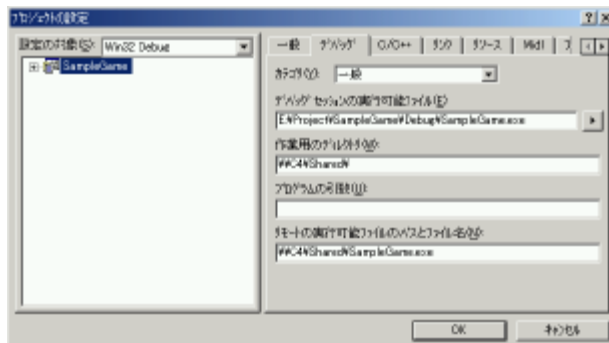 プロジェクトの設定
設定の対象(S): Win32 Debug
SampleGame
一般 デバッグ C/C++ リンク リソース Midl
カテゴリ(Y): 一般
デバッグ セッションの実行可能ファイル(E):
E:¥Project¥SampleGame¥Debug¥SampleGame.exe
作業用のディレクトリ(W):
¥¥C4¥Shared¥
プログラムの引数(U):
リモートの実行可能ファイルのパスとファイル名(N):
¥¥C4¥Shared¥SampleGame.exe
OK キャンセル